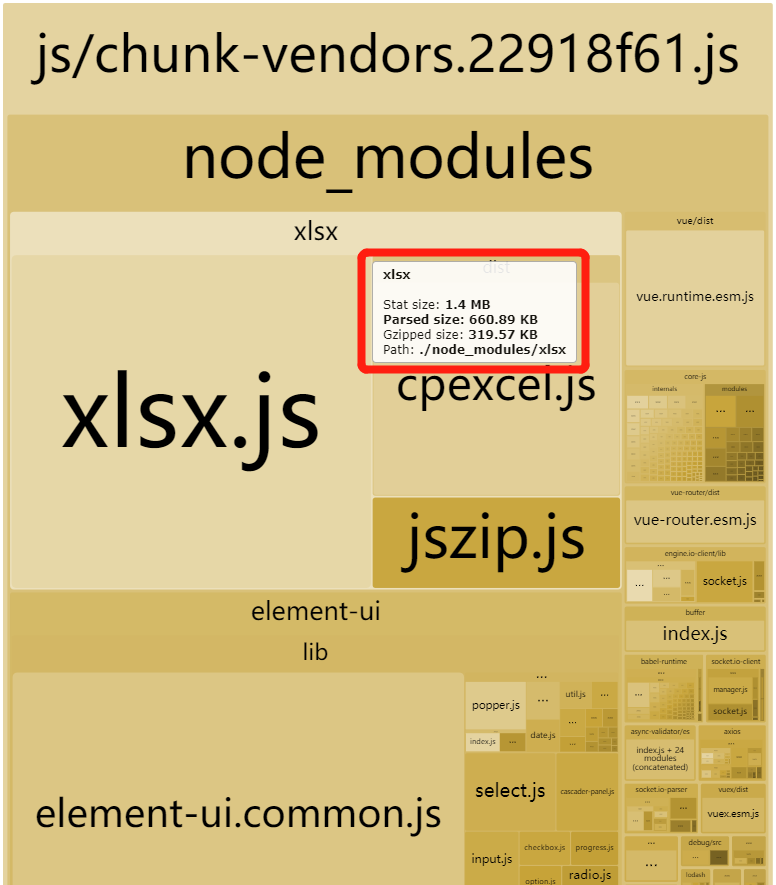 js/chunk-vendors.22918f61.js
node_modules
xlsx
dist
xlsx
Stat size: 1.4 MB
Parsed size: 660.89 KB
Gzipped size: 319.57 KB
Path: ./node_modules/xlsx
xlsx.js
cpexcel.js
jszip.js
element-ui
lib
element-ui.common.js
...
popper.js
...
util.js
...
index.js
...
date.js
...
...
select.js
cascader-panel.js
input.js
checkbox.js
progress.js
option.js
radio.js
vue/dist
vue.runtime.esm.js
core-js
internals
modules
vue-router/dist
vue-router.esm.js
engine.io-client/lib
...
socket.js
buffer
index.js
babel-runtime
...
socket.io-client
...
manager.js
socket.js
async-validator/es
index.js + 24
modules
(concatenated)
axios
...
socket.io-parser
...
vuex/dist
vuex.esm.js
...
...
debug/src
...
lodash
...